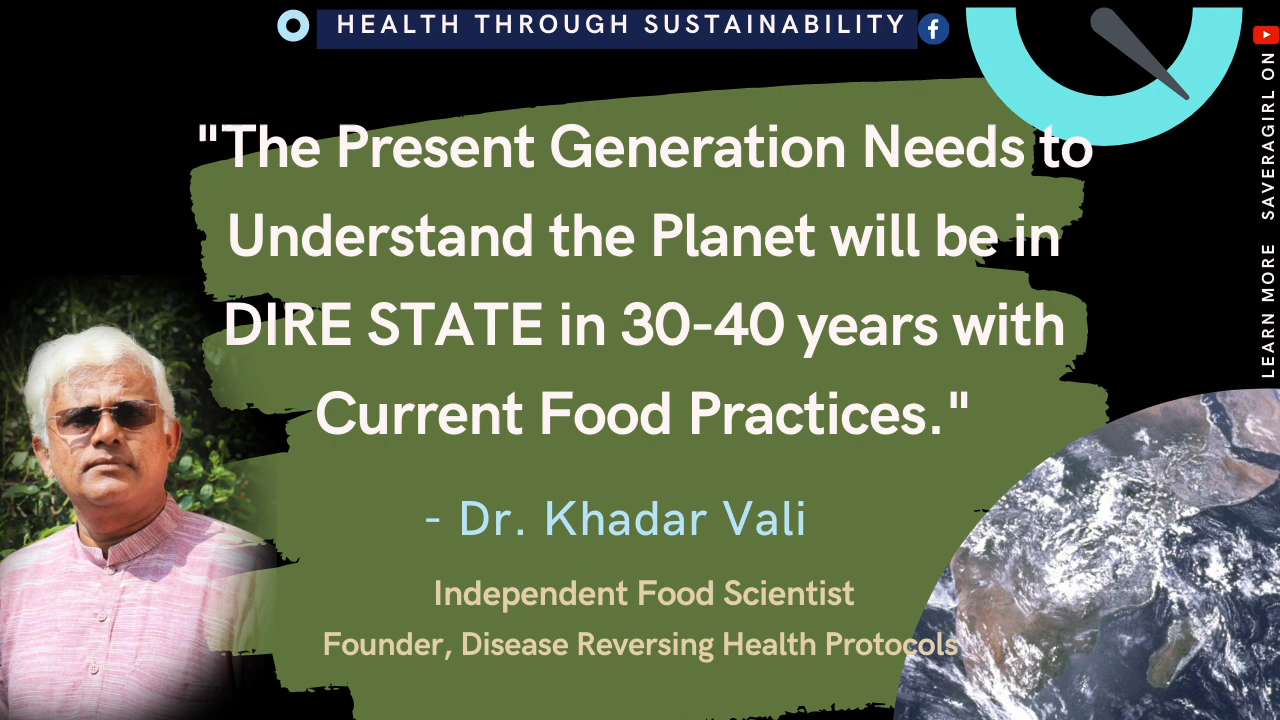 HEALTH THROUGH SUSTAINABILITY
"The Present Generation Needs to
Understand the Planet will be in
DIRE STATE in 30-40 years with
Current Food Practices."
- Dr. Khadar Vali
Independent Food Scientist
Founder, Disease Reversing Health Protocols
LEARN MORE SAVERAGIRL ON